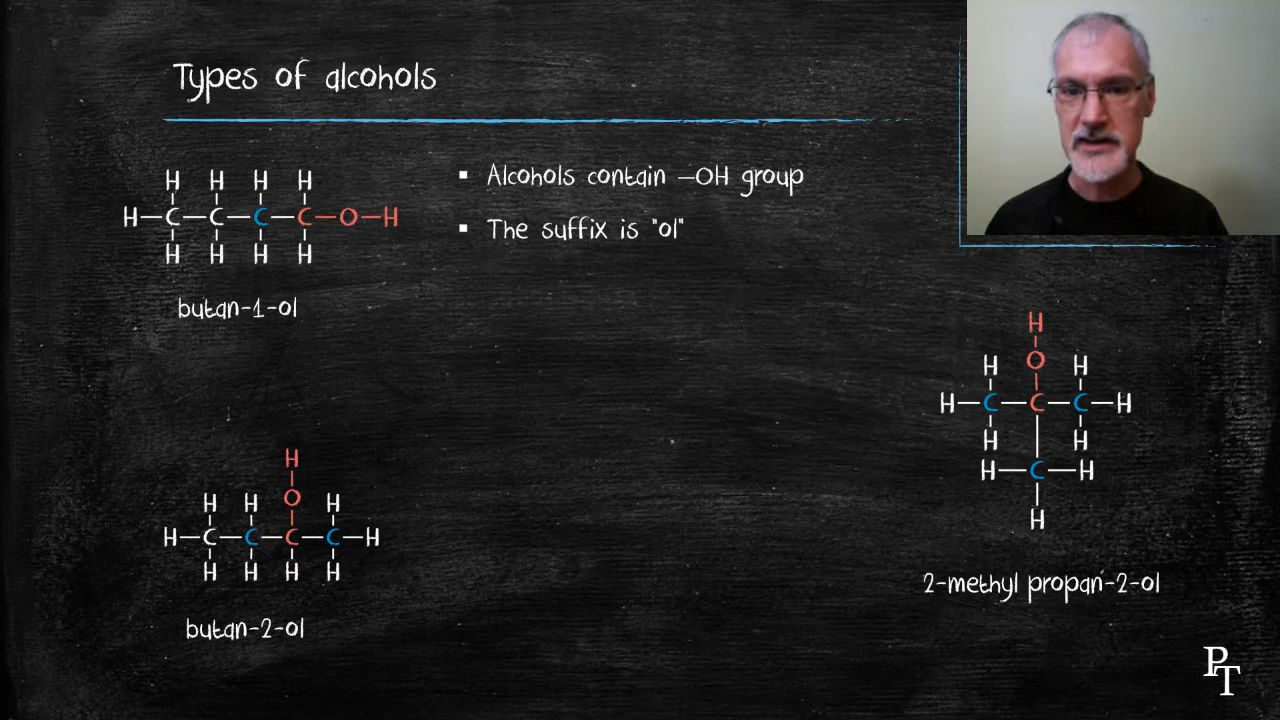 Types of alcohols
▪ Alcohols contain –OH group
▪ The suffix is "ol"
H H H H
H–C–C–C–C–O–H
H H H H
butan-1-ol
H
O
H H H
H–C–C–C–C–H
H H H H
butan-2-ol
H
O
H H
H–C–C–C–H
H H
H–C–H
H
2-methyl propan-2-ol
PT